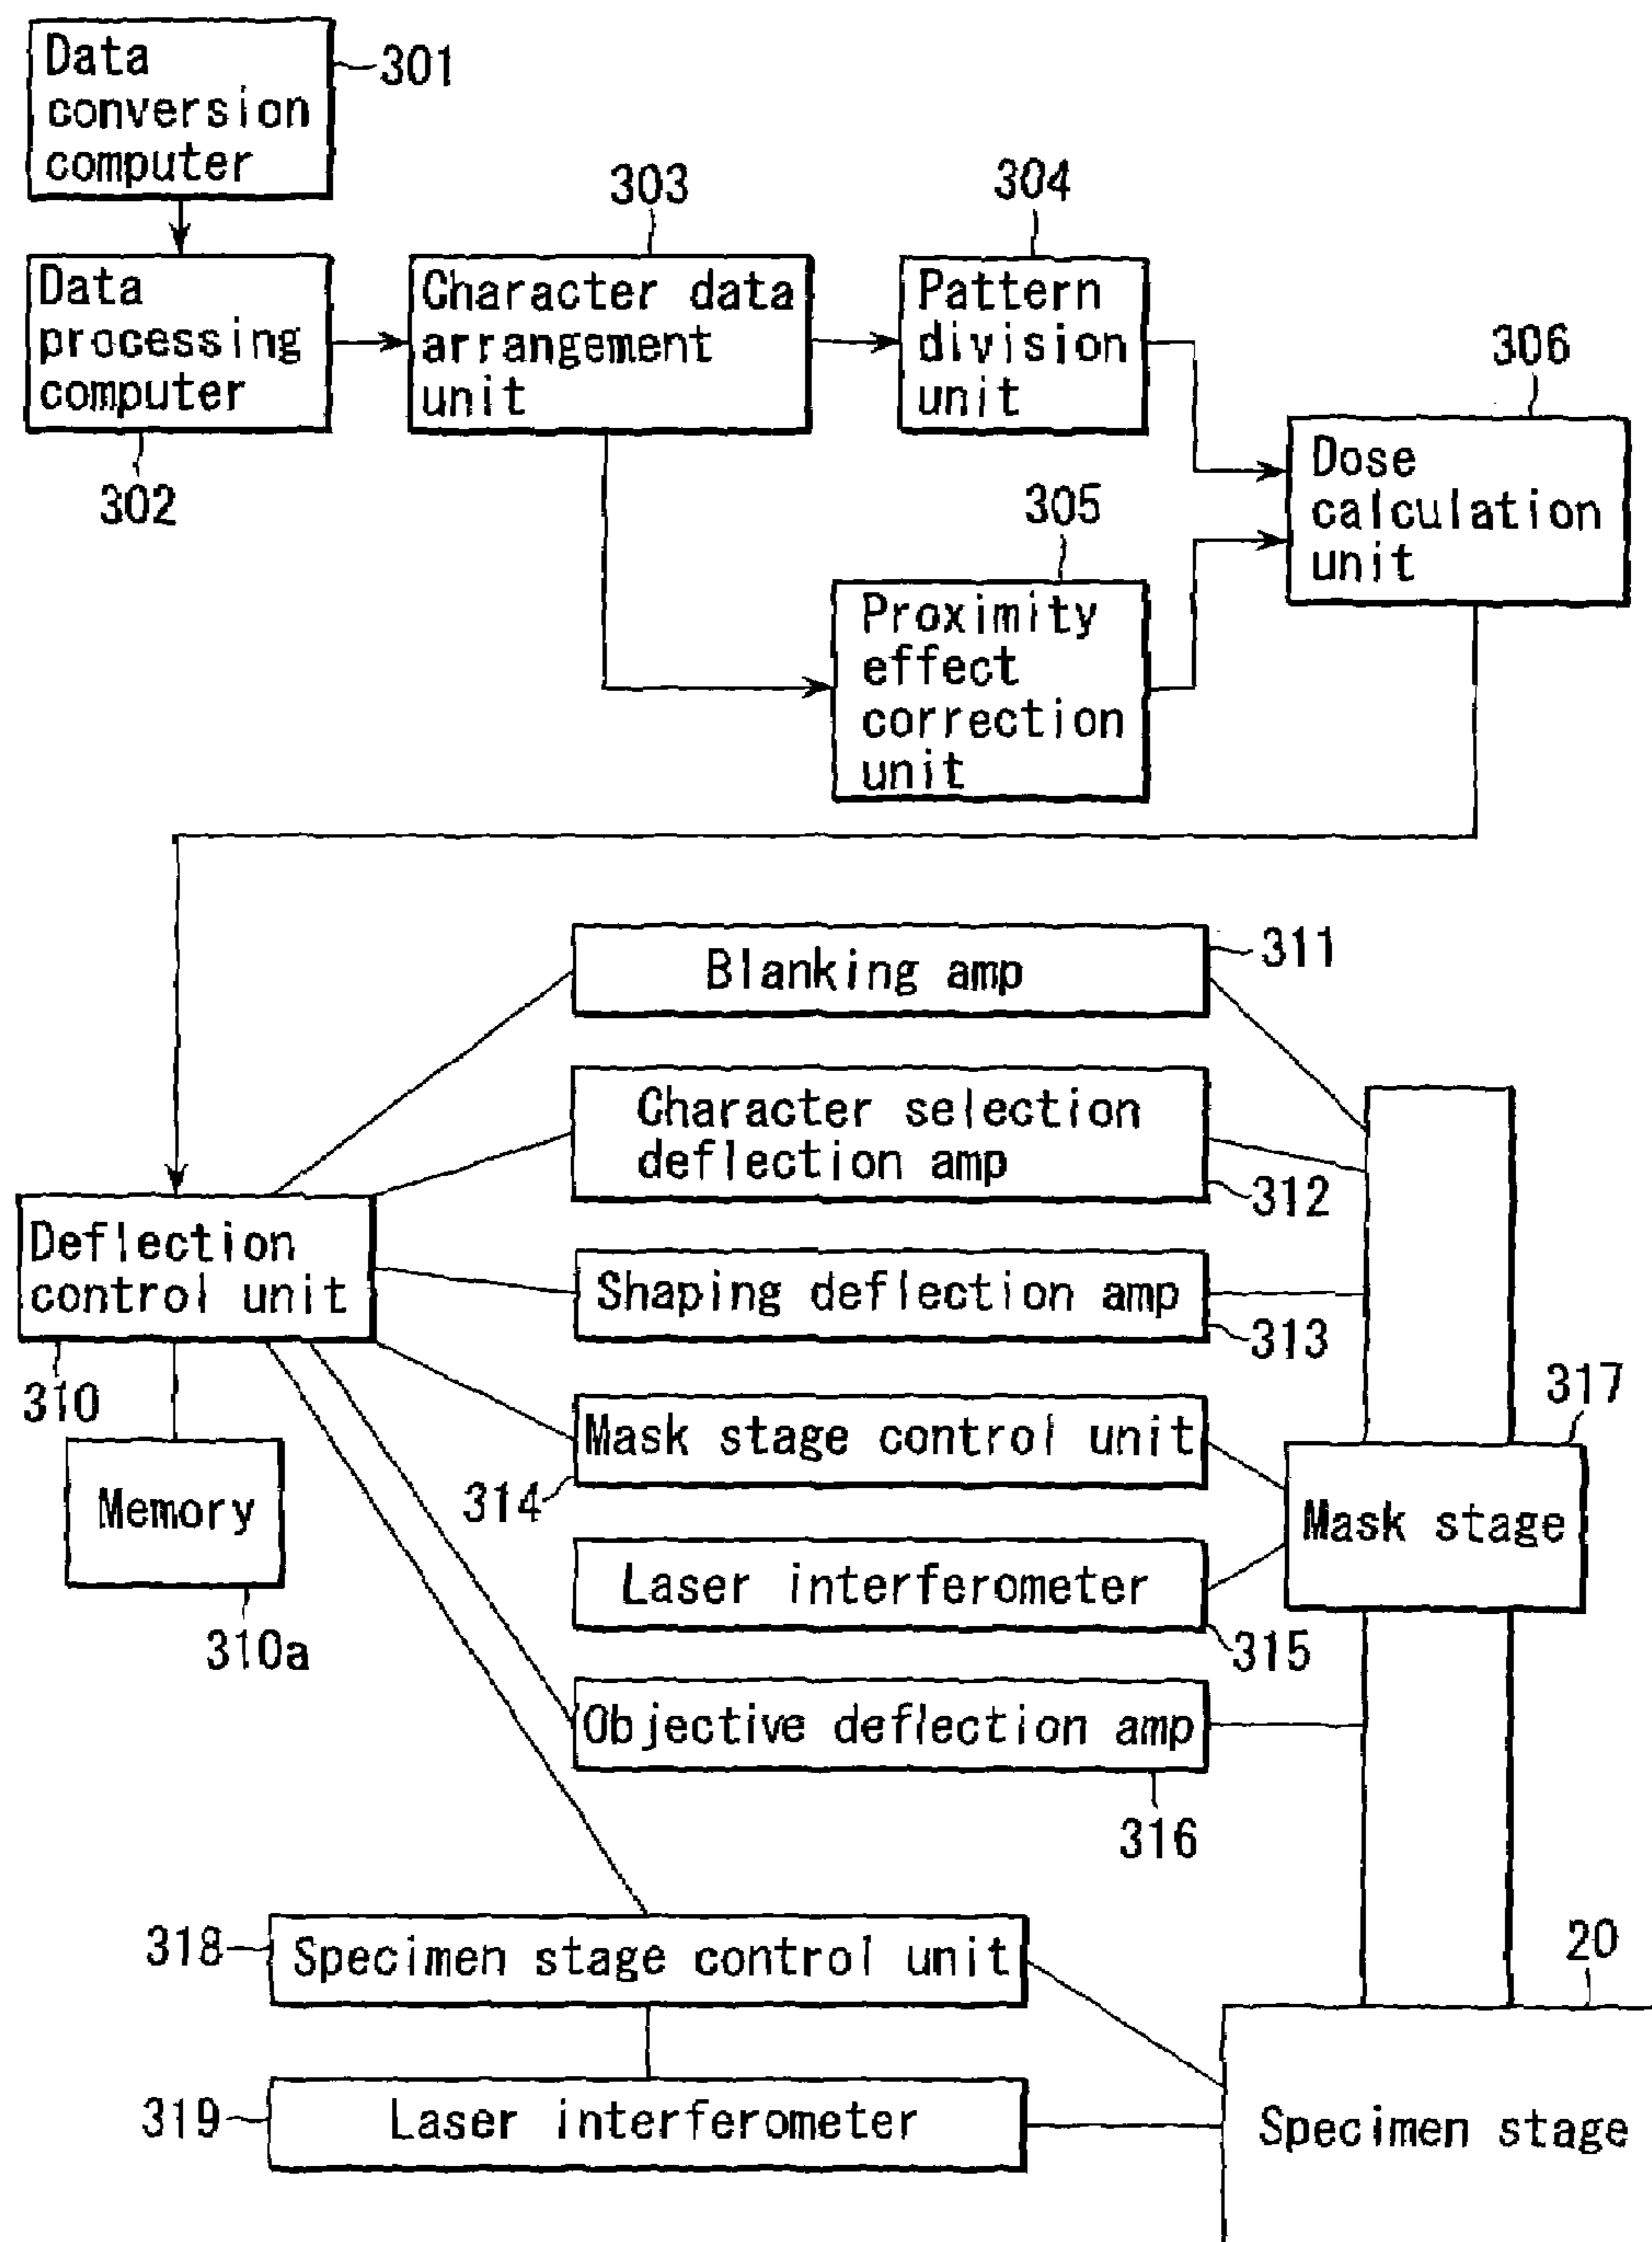 Data
conversion
computer
301
303
304
Data
processing
computer
Character data
arrangement
unit
Pattern
division
unit
306
302
305
Dose
calculation
unit
Proximity
effect
correction
unit
Blanking amp
311
Character selection
deflection amp
312
Deflection
control unit
Shaping deflection amp
313
310
317
Mask stage control unit
314
Memory
Mask stage
Laser interferometer
310a
315
Objective deflection amp
316
318
Specimen stage control unit
20
319
Laser interferometer
Specimen stage